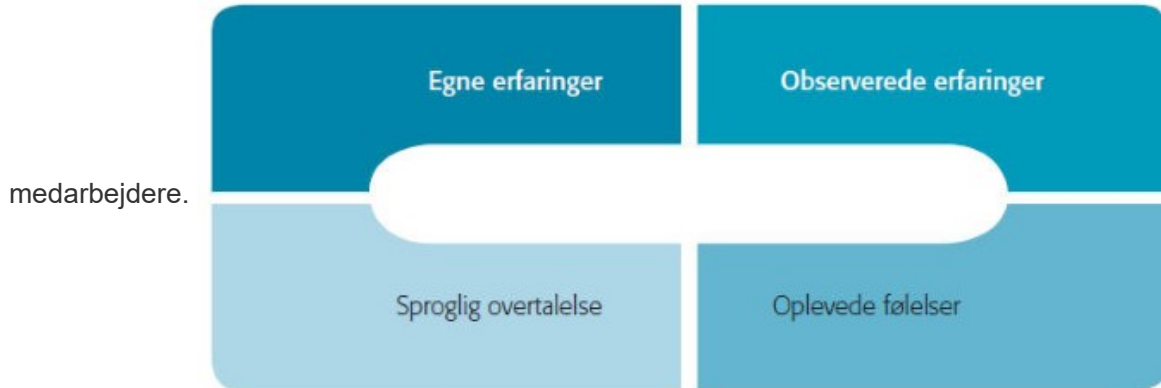 Egne erfaringer
Observerede erfaringer
medarbejdere.
Sproglig overtalelse
Oplevede følelser